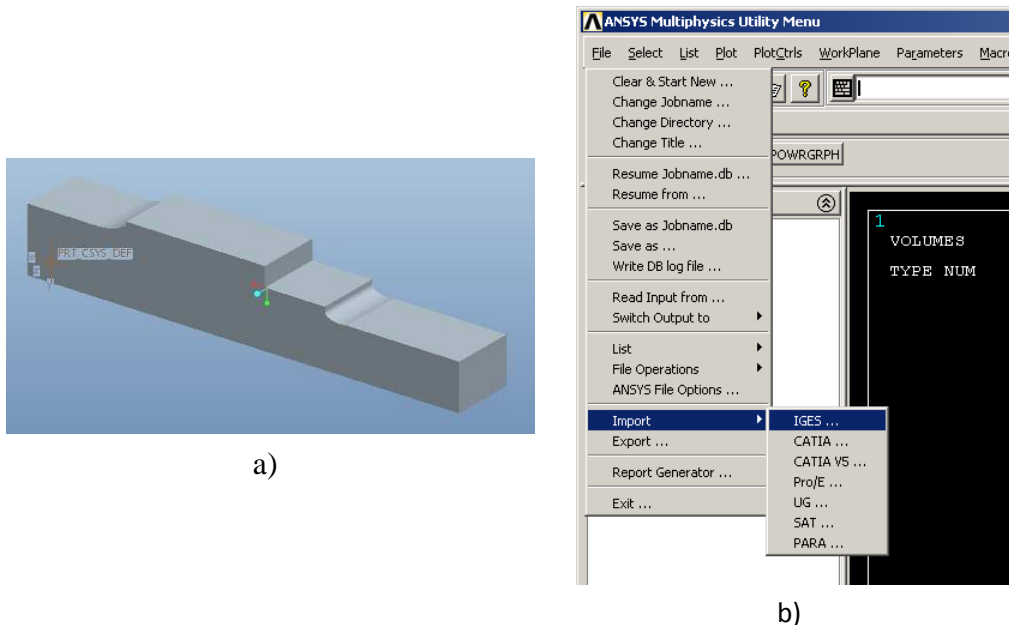 PRT_CSYS_DEF
a)
ANSYS Multiphysics Utility Menu
File Select List Plot PlotCtrls WorkPlane Parameters Macr
Clear & Start New ...
Change Jobname ...
Change Directory ...
Change Title ...
POWRGRPH
Resume Jobname.db ...
Resume from ...
Save as Jobname.db
Save as ...
Write DB log file ...
1
VOLUMES
TYPE NUM
Read Input from ...
Switch Output to
List
File Operations
ANSYS File Options ...
Import
Export ...
Report Generator ...
Exit ...
IGES ...
CATIA ...
CATIA V5 ...
Pro/E ...
UG ...
SAT ...
PARA ...
b)